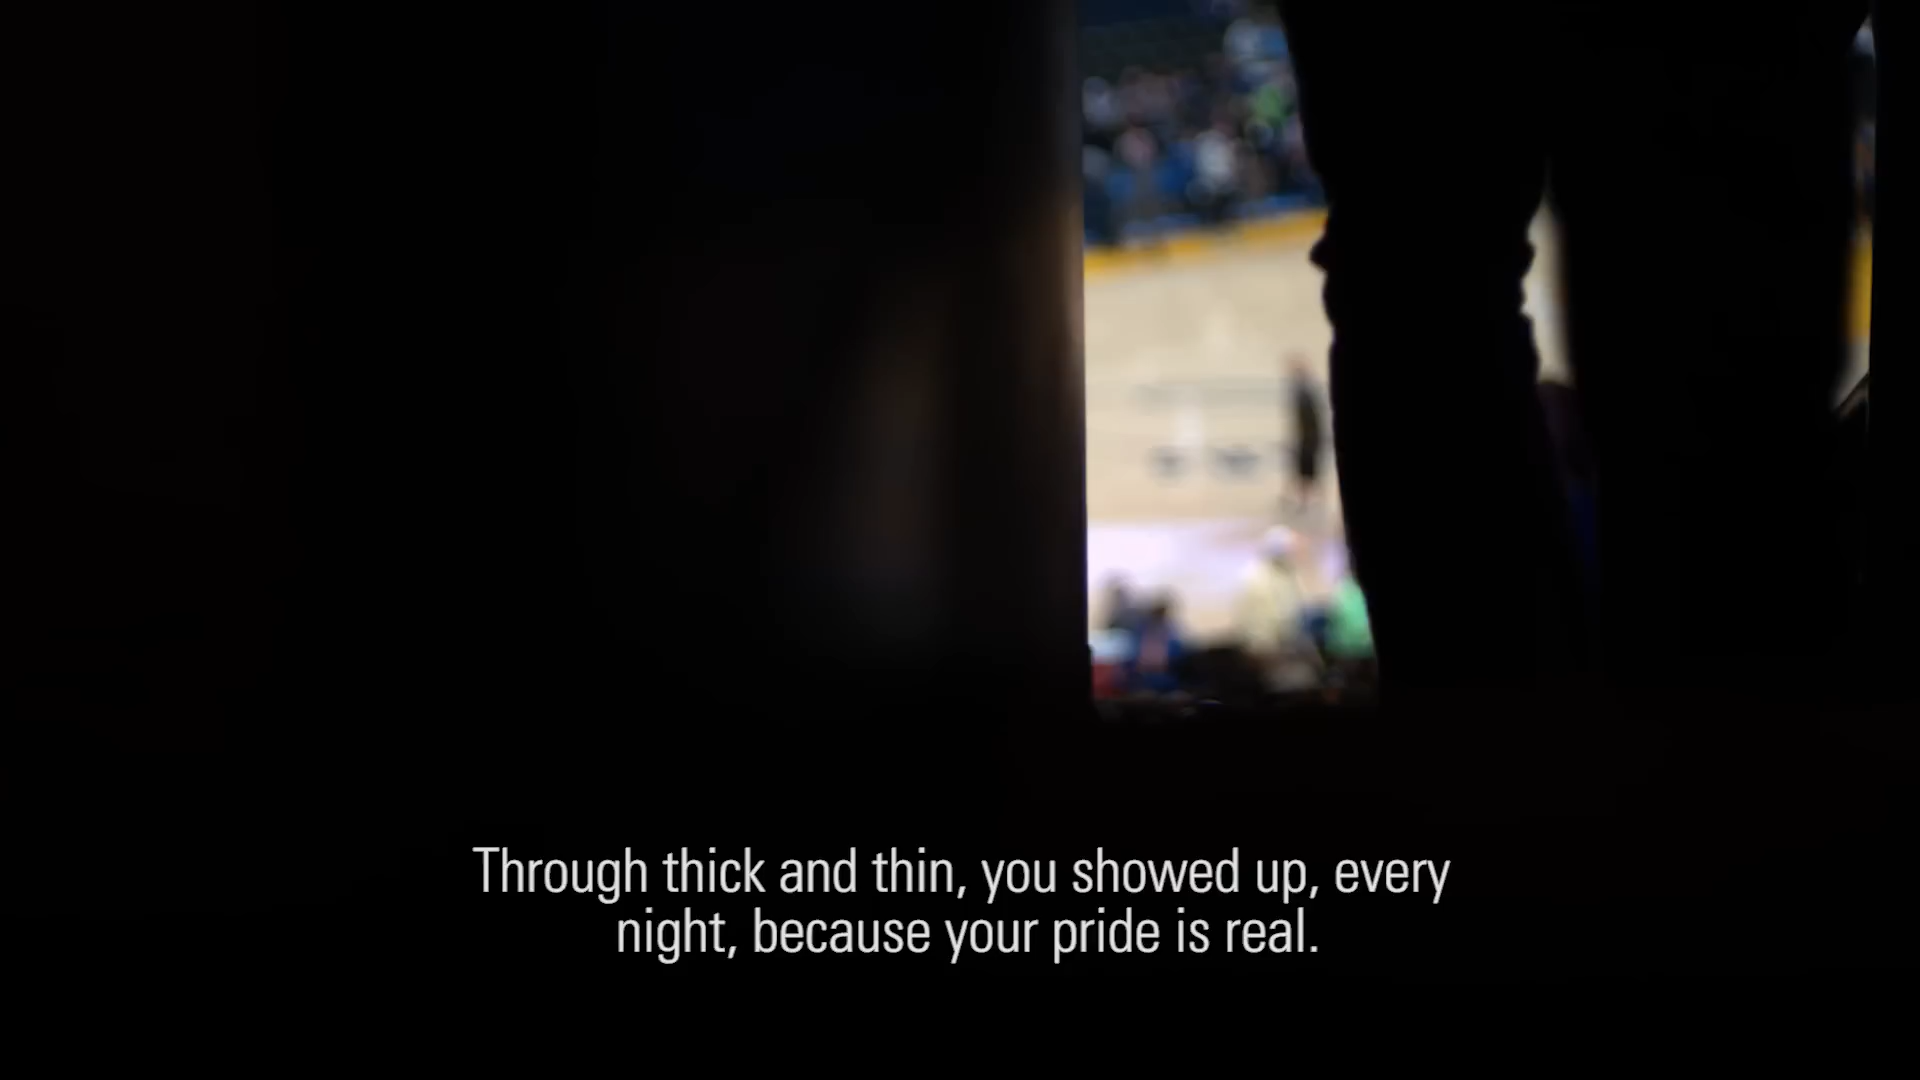 Through thick and thin, you showed up, every
night, because your pride is real.